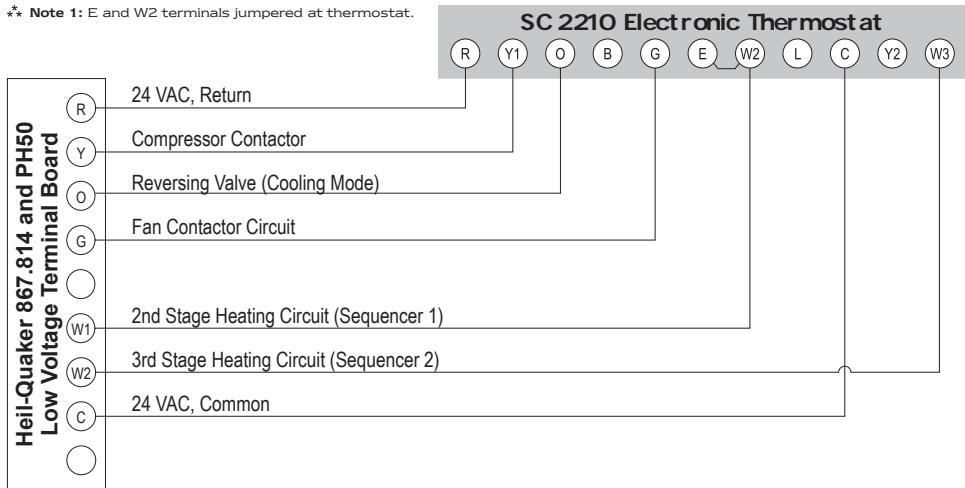 ⁂ Note 1: E and W2 terminals jumpered at thermostat.
SC 2210 Electronic Thermostat
R Y1 O B G E W2 L C Y2 W3
Heil-Quaker 867.814 and PH50
Low Voltage Terminal Board
R 24 VAC, Return
Y Compressor Contactor
O Reversing Valve (Cooling Mode)
G Fan Contactor Circuit
W1 2nd Stage Heating Circuit (Sequencer 1)
W2 3rd Stage Heating Circuit (Sequencer 2)
C 24 VAC, Common